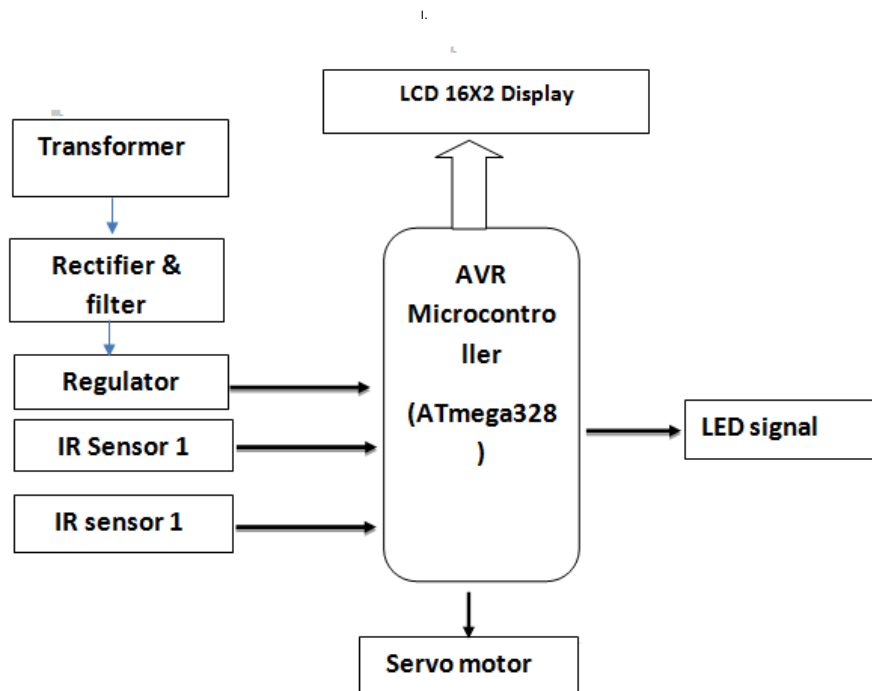 I.
LCD 16X2 Display
Transformer
Rectifier &
filter
Regulator
IR Sensor 1
IR sensor 1
AVR
Microcontro
ller
(ATmega328
)
LED signal
Servo motor